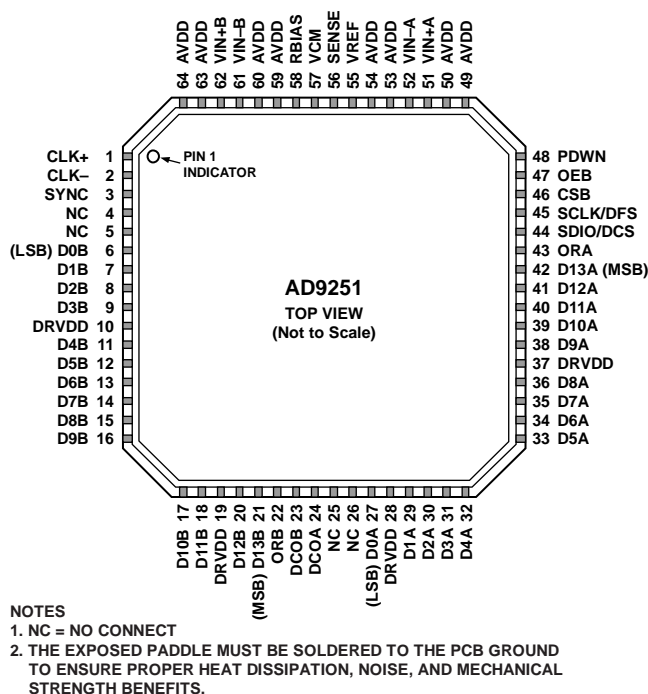 64 AVDD
63 AVDD
62 VIN+B
61 VIN–B
60 AVDD
59 AVDD
58 RBIAS
57 VCM
56 SENSE
55 VREF
54 AVDD
53 AVDD
52 VIN–A
51 VIN+A
50 AVDD
49 AVDD
CLK+ 1
CLK– 2
SYNC 3
NC 4
NC 5
(LSB) D0B 6
D1B 7
D2B 8
D3B 9
DRVDD 10
D4B 11
D5B 12
D6B 13
D7B 14
D8B 15
D9B 16
PIN 1
INDICATOR
AD9251
TOP VIEW
(Not to Scale)
48 PDWN
47 OEB
46 CSB
45 SCLK/DFS
44 SDIO/DCS
43 ORA
42 D13A (MSB)
41 D12A
40 D11A
39 D10A
38 D9A
37 DRVDD
36 D8A
35 D7A
34 D6A
33 D5A
D10B 17
D11B 18
DRVDD 19
D12B 20
(MSB) D13B 21
ORB 22
DCOB 23
DCOA 24
NC 25
NC 26
(LSB) D0A 27
DRVDD 28
D1A 29
D2A 30
D3A 31
D4A 32
NOTES
1. NC = NO CONNECT
2. THE EXPOSED PADDLE MUST BE SOLDERED TO THE PCB GROUND
TO ENSURE PROPER HEAT DISSIPATION, NOISE, AND MECHANICAL
STRENGTH BENEFITS.